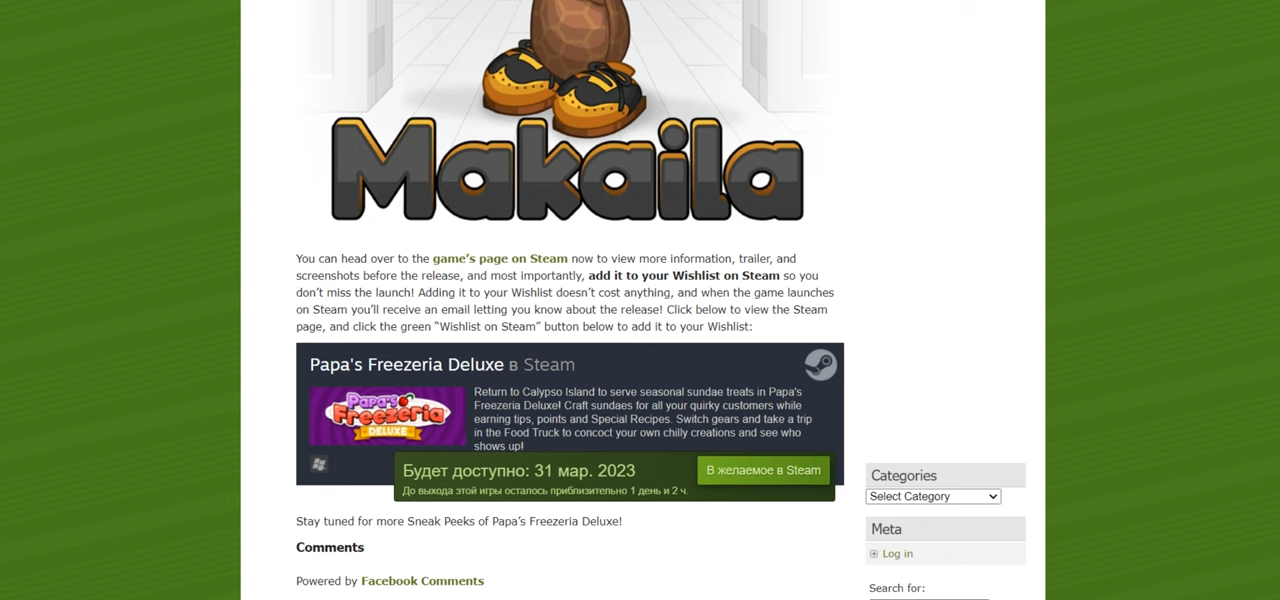 Makaila
You can head over to the game’s page on Steam now to view more information, trailer, and
screenshots before the release, and most importantly, add it to your Wishlist on Steam so you
don’t miss the launch! Adding it to your Wishlist doesn’t cost anything, and when the game launches
on Steam you’ll receive an email letting you know about the release! Click below to view the Steam
page, and click the green “Wishlist on Steam” button below to add it to your Wishlist:
Papa's Freezeria Deluxe в Steam
Papa's
Freezeria
DELUXE
Return to Calypso Island to serve seasonal sundae treats in Papa's
Freezeria Deluxe! Craft sundaes for all your quirky customers while
earning tips, points and Special Recipes. Switch gears and take a trip
in the Food Truck to concoct your own chilly creations and see who
shows up!
Будет доступно: 31 мар. 2023
До выхода этой игры осталось приблизительно 1 день и 2 ч.
В желаемое в Steam
Stay tuned for more Sneak Peeks of Papa’s Freezeria Deluxe!
Comments
Powered by Facebook Comments
Categories
Select Category
Meta
Log in
Search for: